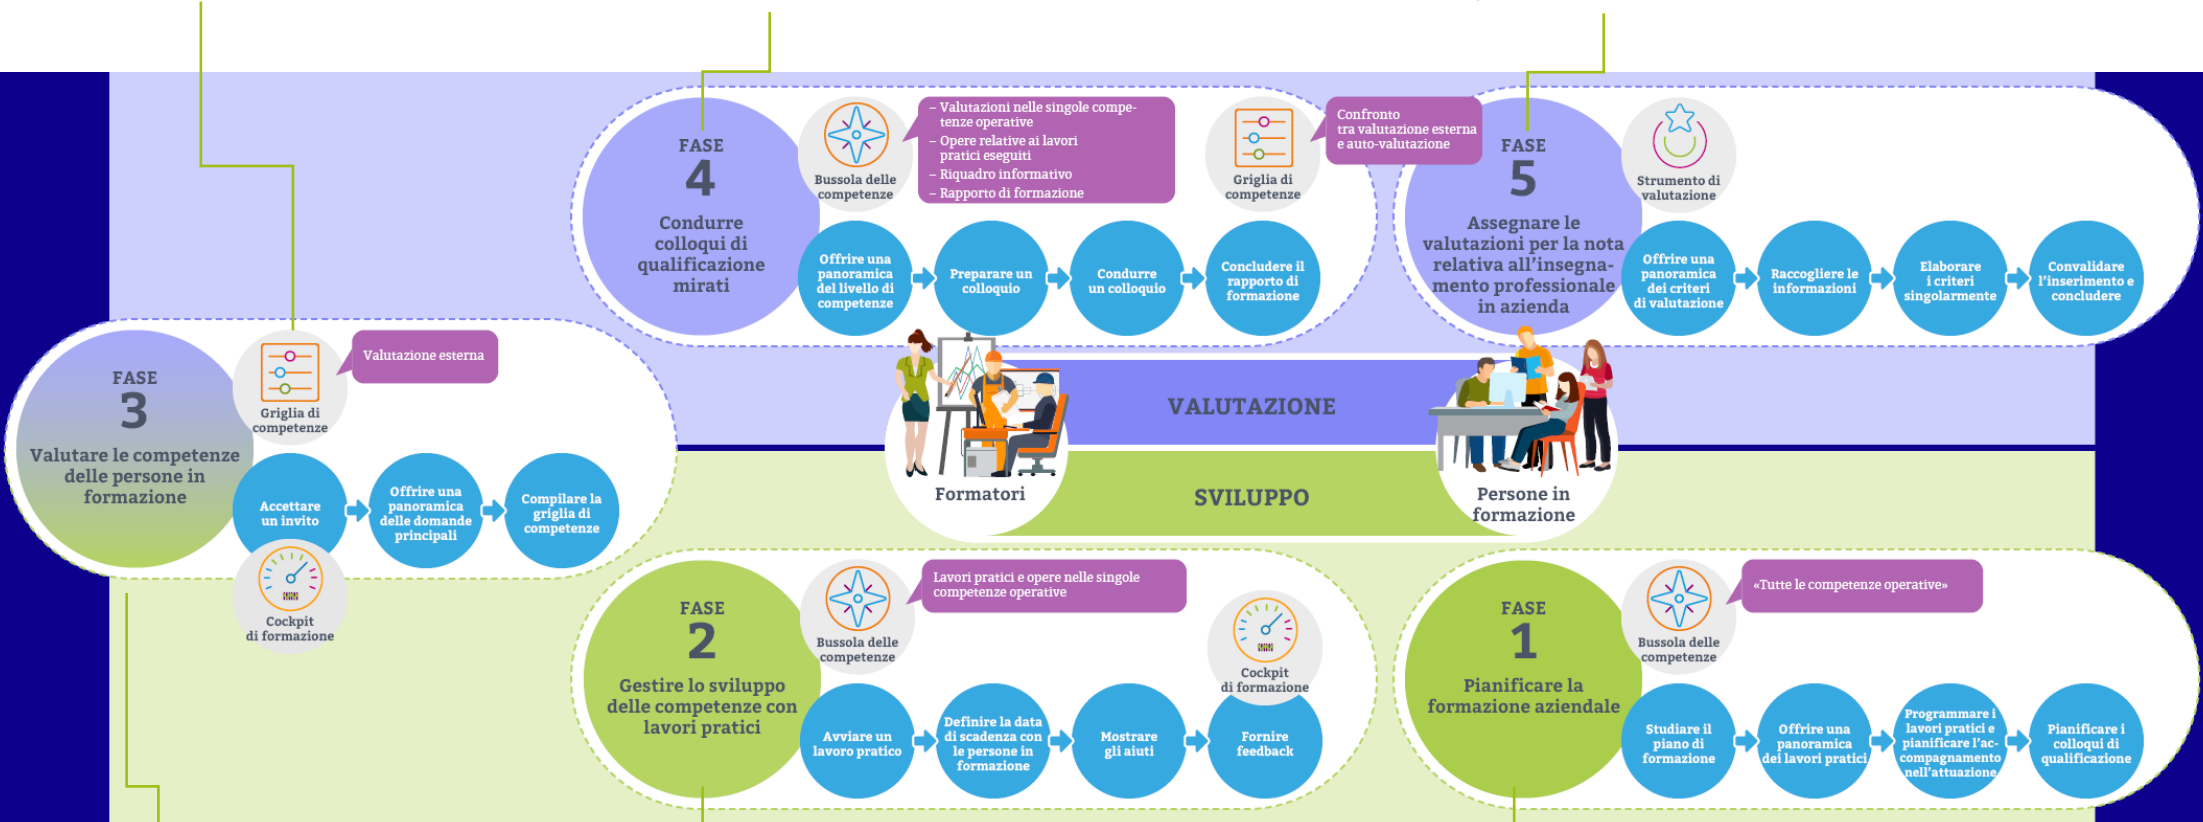 FASE
4
Condurre
colloqui di
qualificazione
mirati
Bussola delle
competenze
– Valutazioni nelle singole compe-
tenze operative
– Opere relative ai lavori
pratici eseguiti
– Riquadro informativo
– Rapporto di formazione
Griglia di
competenze
Confronto
tra valutazione esterna
e auto-valutazione
Offrire una
panoramica
del livello di
competenze
Preparare un
colloquio
Condurre
un colloquio
Concludere il
rapporto di
formazione
FASE
5
Assegnare le
valutazioni per la nota
relativa all'insegna-
mento professionale
in azienda
Strumento di
valutazione
Offrire una
panoramica
dei criteri
di valutazione
Raccogliere le
informazioni
Elaborare
i criteri
singolarmente
Convalidare
l'inserimento e
concludere
FASE
3
Valutare le competenze
delle persone in
formazione
Griglia di
competenze
Valutazione esterna
Accettare
un invito
Offrire una
panoramica
delle domande
principali
Compilare la
griglia di
competenze
Cockpit
di formazione
VALUTAZIONE
SVILUPPO
Formatori
Persone in
formazione
FASE
2
Gestire lo sviluppo
delle competenze con
lavori pratici
Bussola delle
competenze
Lavori pratici e opere nelle singole
competenze operative
Cockpit
di formazione
Avviare un
lavoro pratico
Definire la data
di scadenza con
le persone in
formazione
Mostrare
gli aiuti
Fornire
feedback
FASE
1
Pianificare la
formazione aziendale
Bussola delle
competenze
«Tutte le competenze operative»
Studiare il
piano di
formazione
Offrire una
panoramica
dei lavori pratici
Programmare i
lavori pratici e
pianificare l'ac-
compagnamento
nell'attuazione
Pianificare i
colloqui di
qualificazione